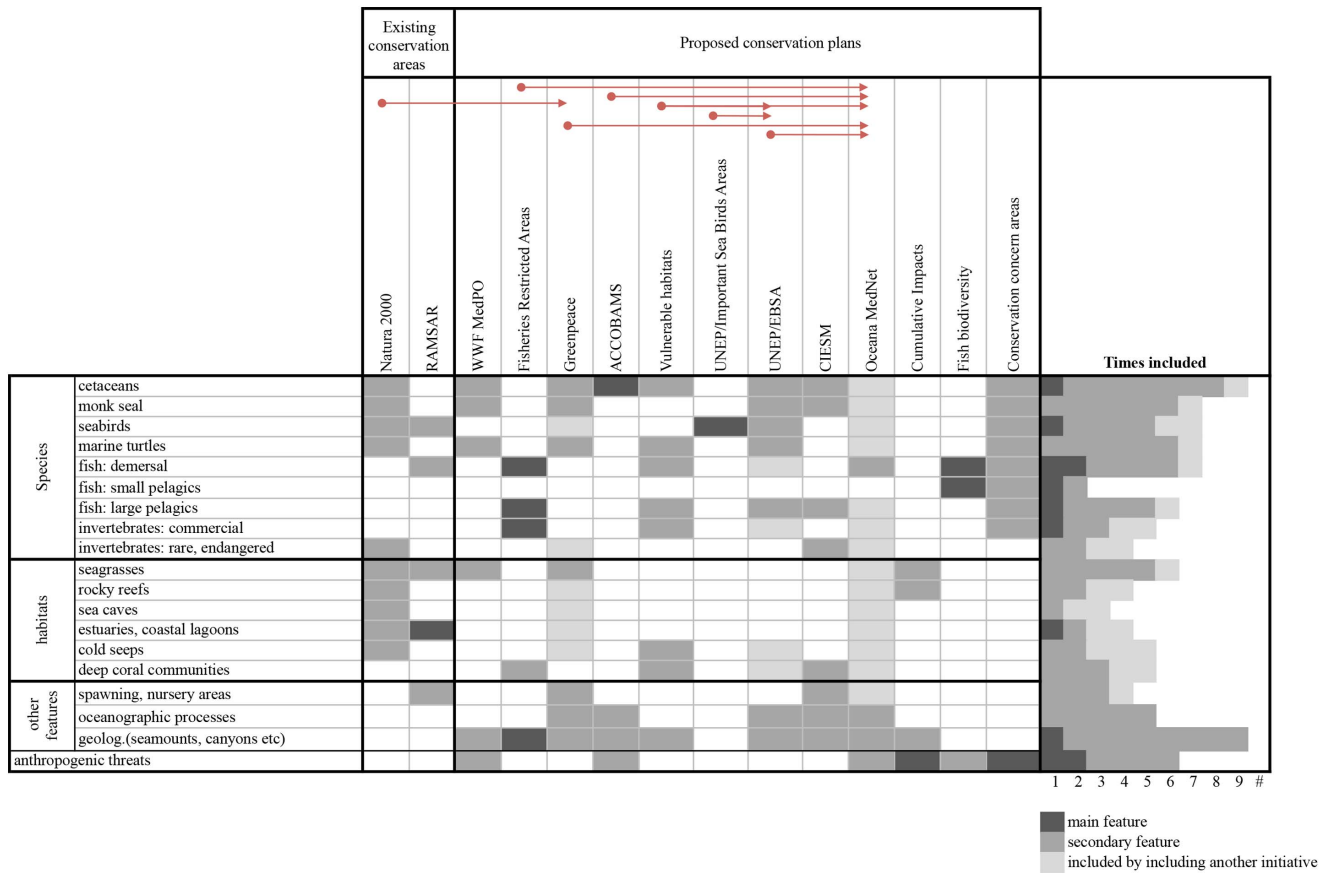 Existing
conservation
areas
Proposed conservation plans
Natura 2000
RAMSAR
WWF MedPO
Fisheries Restricted Areas
Greenpeace
ACCOBAMS
Vulnerable habitats
UNEP/Important Sea Birds Areas
UNEP/EBSA
CIESM
Oceana MedNet
Cumulative Impacts
Fish biodiversity
Conservation concern areas
Times included
Species
cetaceans
monk seal
seabirds
marine turtles
fish: demersal
fish: small pelagics
fish: large pelagics
invertebrates: commercial
invertebrates: rare, endangered
habitats
seagrasses
rocky reefs
sea caves
estuaries, coastal lagoons
cold seeps
deep coral communities
other
features
spawning, nursery areas
oceanographic processes
geolog.(seamounts, canyons etc)
anthropogenic threats
1 2 3 4 5 6 7 8 9 #
main feature
secondary feature
included by including another initiative